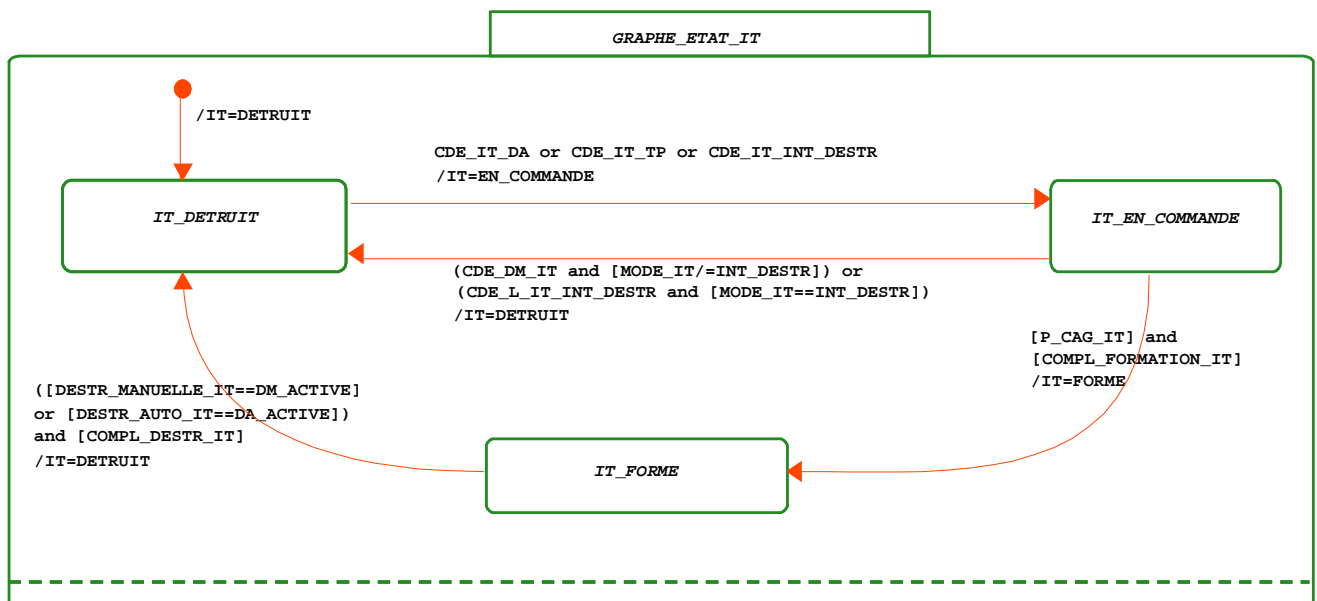 GRAPHE_ETAT_IT
/IT=DETRUIT
CDE_IT_DA or CDE_IT_TP or CDE_IT_INT_DESTR
/IT=EN_COMMANDE
IT_DETRUIT
IT_EN_COMMANDE
(CDE_DM_IT and [MODE_IT/=INT_DESTR]) or
(CDE_L_IT_INT_DESTR and [MODE_IT==INT_DESTR])
/IT=DETRUIT
[P_CAG_IT] and
[COMPL_FORMATION_IT]
/IT=FORME
([DESTR_MANUELLE_IT==DM_ACTIVE]
or [DESTR_AUTO_IT==DA_ACTIVE])
and [COMPL_DESTR_IT]
/IT=DETRUIT
IT_FORME